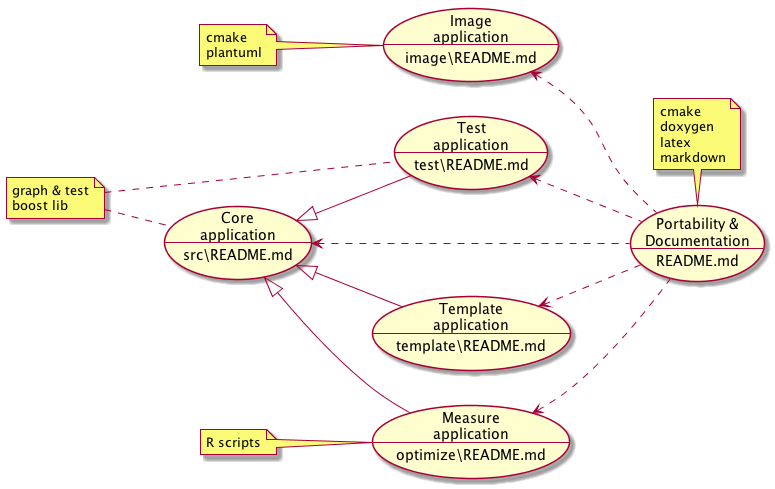 cmake
plantuml
Image
application
image\README.md
cmake
doxygen
latex
markdown
Test
application
test\README.md
graph & test
boost lib
Core
application
src\README.md
Portability &
Documentation
README.md
Template
application
template\README.md
Measure
application
optimize\README.md
R scripts